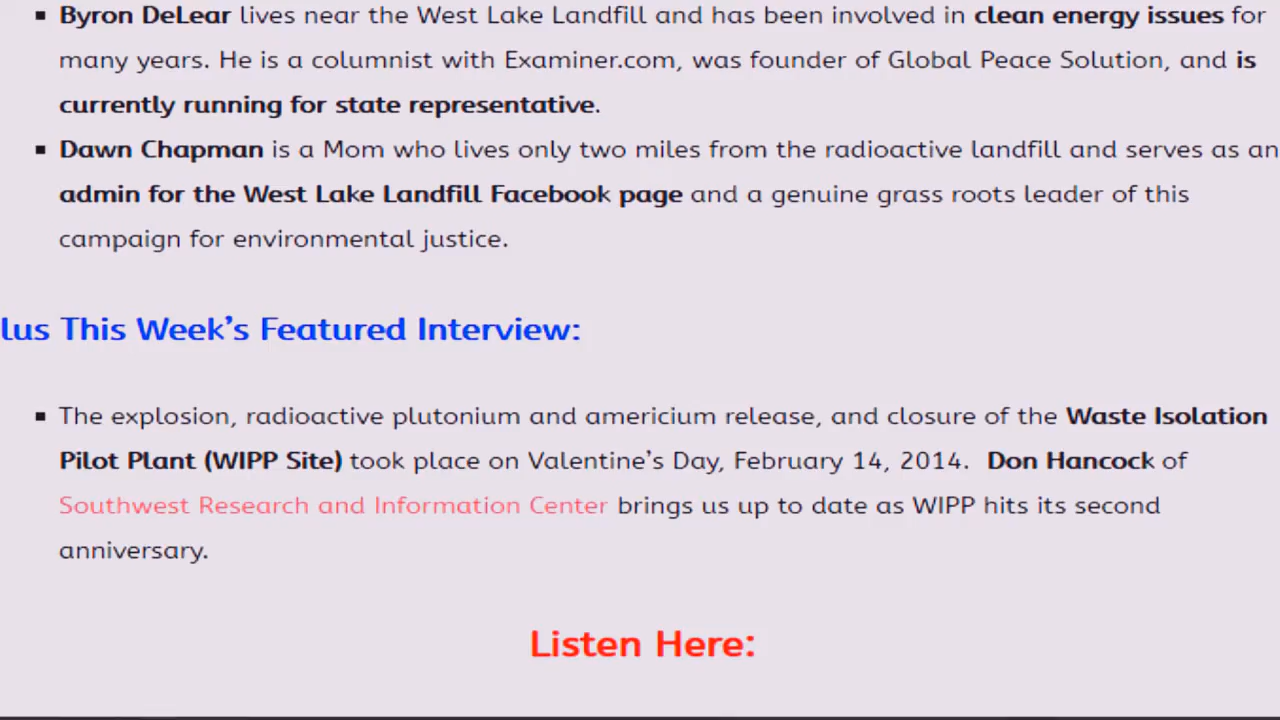 ▪ Byron DeLear lives near the West Lake Landfill and has been involved in clean energy issues for
many years. He is a columnist with Examiner.com, was founder of Global Peace Solution, and is
currently running for state representative.
▪ Dawn Chapman is a Mom who lives only two miles from the radioactive landfill and serves as an
admin for the West Lake Landfill Facebook page and a genuine grass roots leader of this
campaign for environmental justice.
lus This Week’s Featured Interview:
▪ The explosion, radioactive plutonium and americium release, and closure of the Waste Isolation
Pilot Plant (WIPP Site) took place on Valentine’s Day, February 14, 2014. Don Hancock of
Southwest Research and Information Center brings us up to date as WIPP hits its second
anniversary.
Listen Here: